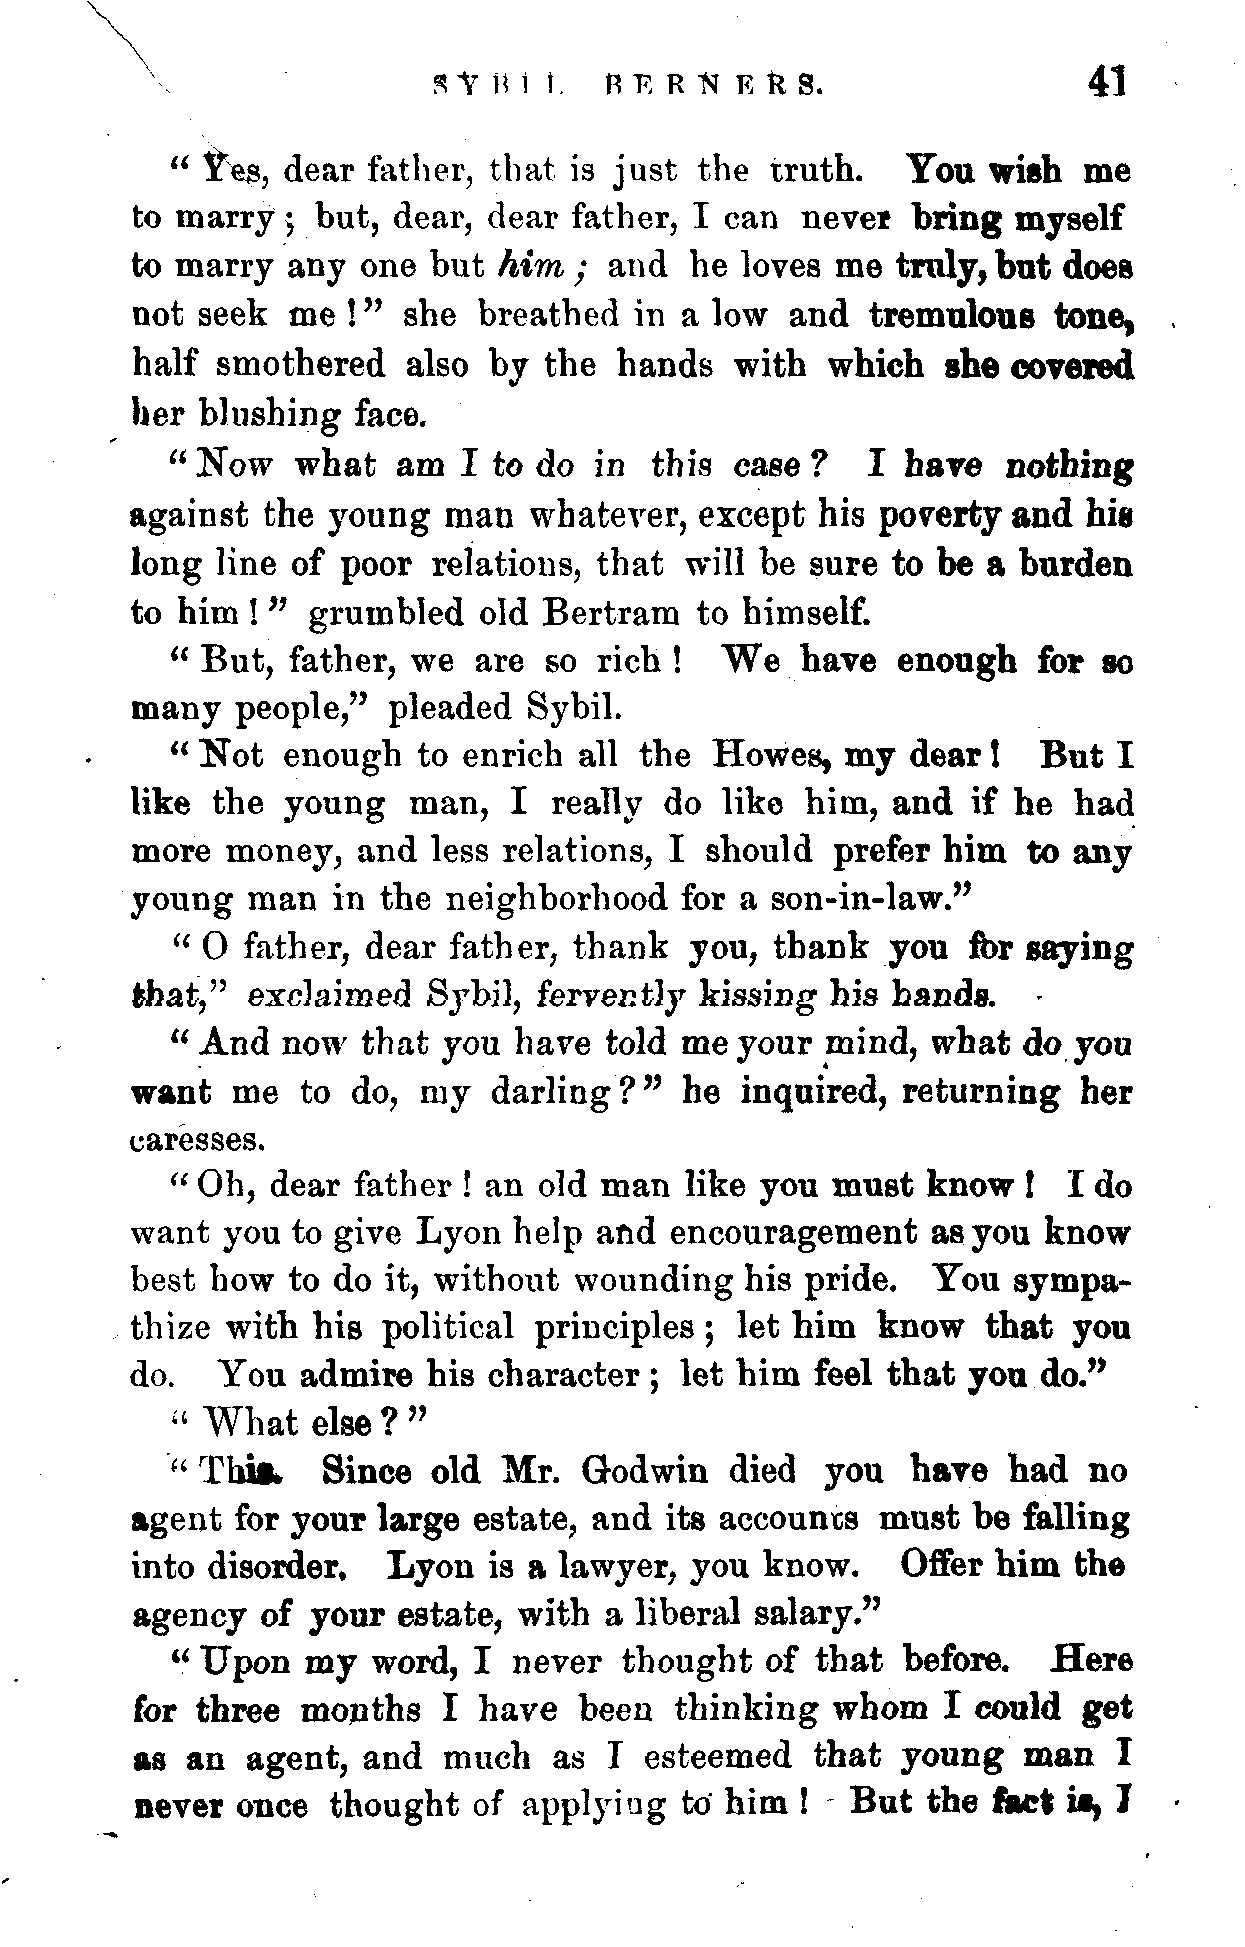 SYBIL BERNERS. 41
"Yes, dear father, that is just the truth. You wish me
to marry; but, dear, dear father, I can never bring myself
to marry any one but him; and he loves me truly, but does
not seek me!" she breathed in a low and tremulous tone,
half smothered also by the hands with which she covered
her blushing face.
"Now what am I to do in this case? I have nothing
against the young man whatever, except his poverty and his
long line of poor relations, that will be sure to be a burden
to him!" grumbled old Bertram to himself.
"But, father, we are so rich! We have enough for so
many people," pleaded Sybil.
"Not enough to enrich all the Howes, my dear! But I
like the young man, I really do like him, and if he had
more money, and less relations, I should prefer him to any
young man in the neighborhood for a son-in-law."
"O father, dear father, thank you, thank you for saying
that," exclaimed Sybil, fervently kissing his hands.
"And now that you have told me your mind, what do you
want me to do, my darling?" he inquired, returning her
caresses.
"Oh, dear father! an old man like you must know! I do
want you to give Lyon help and encouragement as you know
best how to do it, without wounding his pride. You sympa-
thize with his political principles; let him know that you
do. You admire his character; let him feel that you do."
"What else?"
"This. Since old Mr. Godwin died you have had no
agent for your large estate, and its accounts must be falling
into disorder. Lyon is a lawyer, you know. Offer him the
agency of your estate, with a liberal salary."
"Upon my word, I never thought of that before. Here
for three months I have been thinking whom I could get
as an agent, and much as I esteemed that young man I
never once thought of applying to him! But the fact is, I